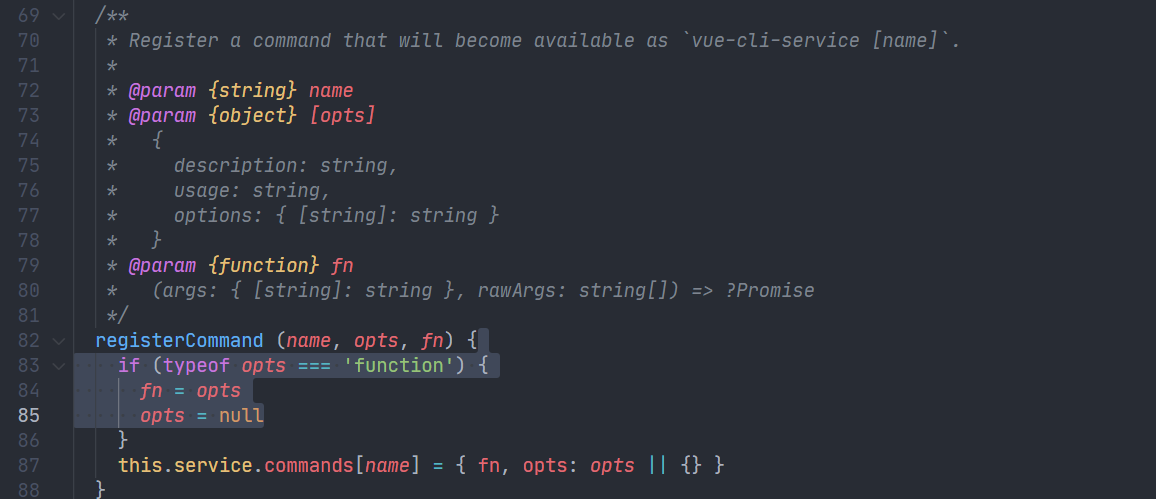 69 /**
70  * Register a command that will become available as `vue-cli-service [name]`.
71  *
72  * @param {string} name
73  * @param {object} [opts]
74  *   {
75  *     description: string,
76  *     usage: string,
77  *     options: { [string]: string }
78  *   }
79  * @param {function} fn
80  *   (args: { [string]: string }, rawArgs: string[]) => ?Promise
81  */
82 registerCommand (name, opts, fn) {
83   if (typeof opts === 'function') {
84     fn = opts
85     opts = null
86   }
87   this.service.commands[name] = { fn, opts: opts || {} }
88 }